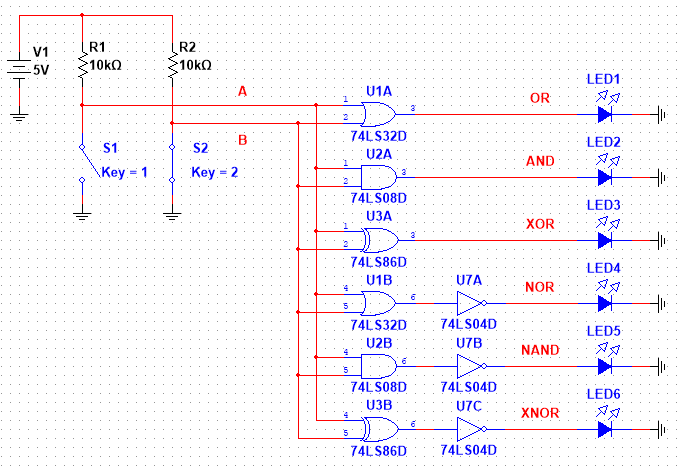 V1
5V
R1
10kΩ
R2
10kΩ
A
B
S1
Key = 1
S2
Key = 2
U1A
1
2
3
74LS32D
OR
LED1
U2A
1
2
3
74LS08D
AND
LED2
U3A
1
2
3
74LS86D
XOR
LED3
U1B
4
5
6
74LS32D
U7A
74LS04D
NOR
LED4
U2B
4
5
6
74LS08D
U7B
74LS04D
NAND
LED5
U3B
4
5
6
74LS86D
U7C
74LS04D
XNOR
LED6